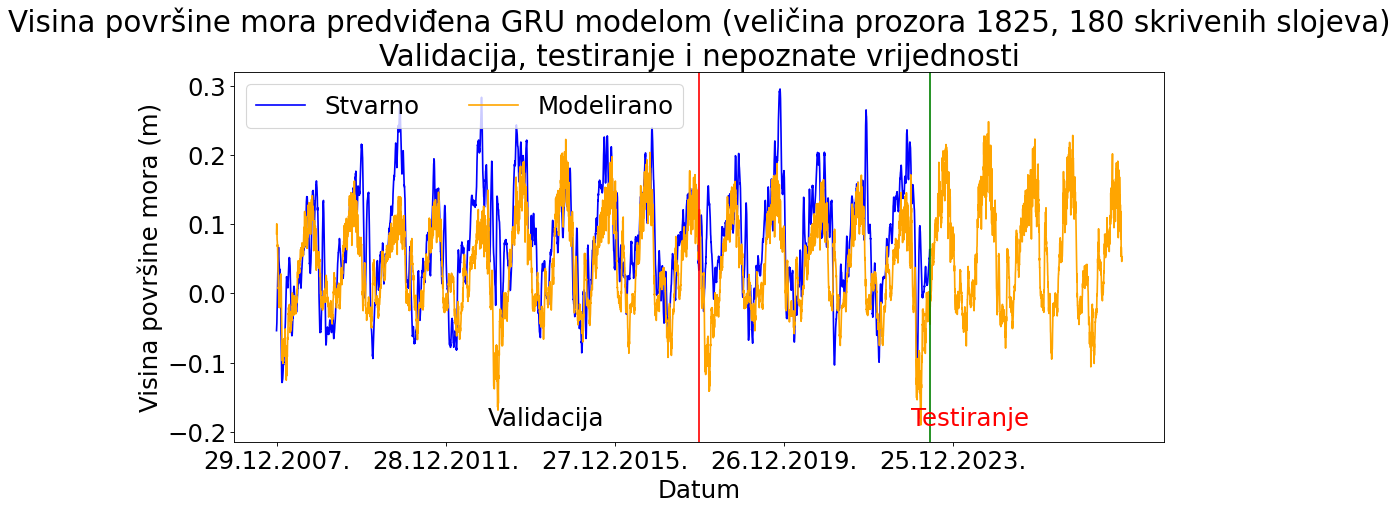 Visina površine mora predviđena GRU modelom (veličina prozora 1825, 180 skrivenih slojeva)
Validacija, testiranje i nepoznate vrijednosti
Stvarno
Modelirano
Visina površine mora (m)
0.3
0.2
0.1
0.0
−0.1
−0.2
Validacija
Testiranje
29.12.2007.
28.12.2011.
27.12.2015.
26.12.2019.
25.12.2023.
Datum